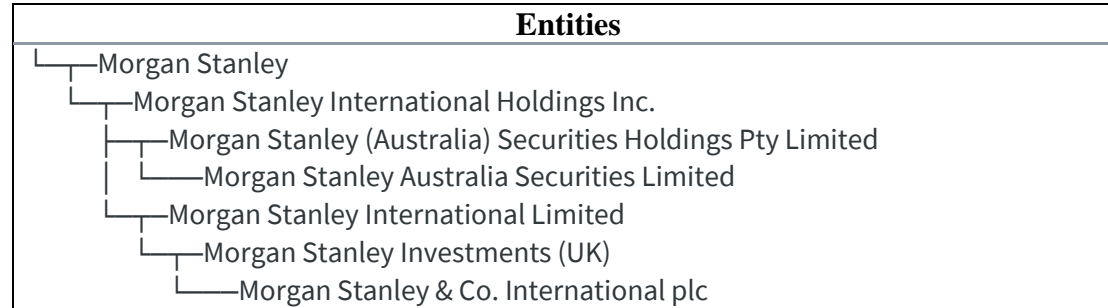 Entities
Morgan Stanley
Morgan Stanley International Holdings Inc.
Morgan Stanley (Australia) Securities Holdings Pty Limited
Morgan Stanley Australia Securities Limited
Morgan Stanley International Limited
Morgan Stanley Investments (UK)
Morgan Stanley & Co. International plc